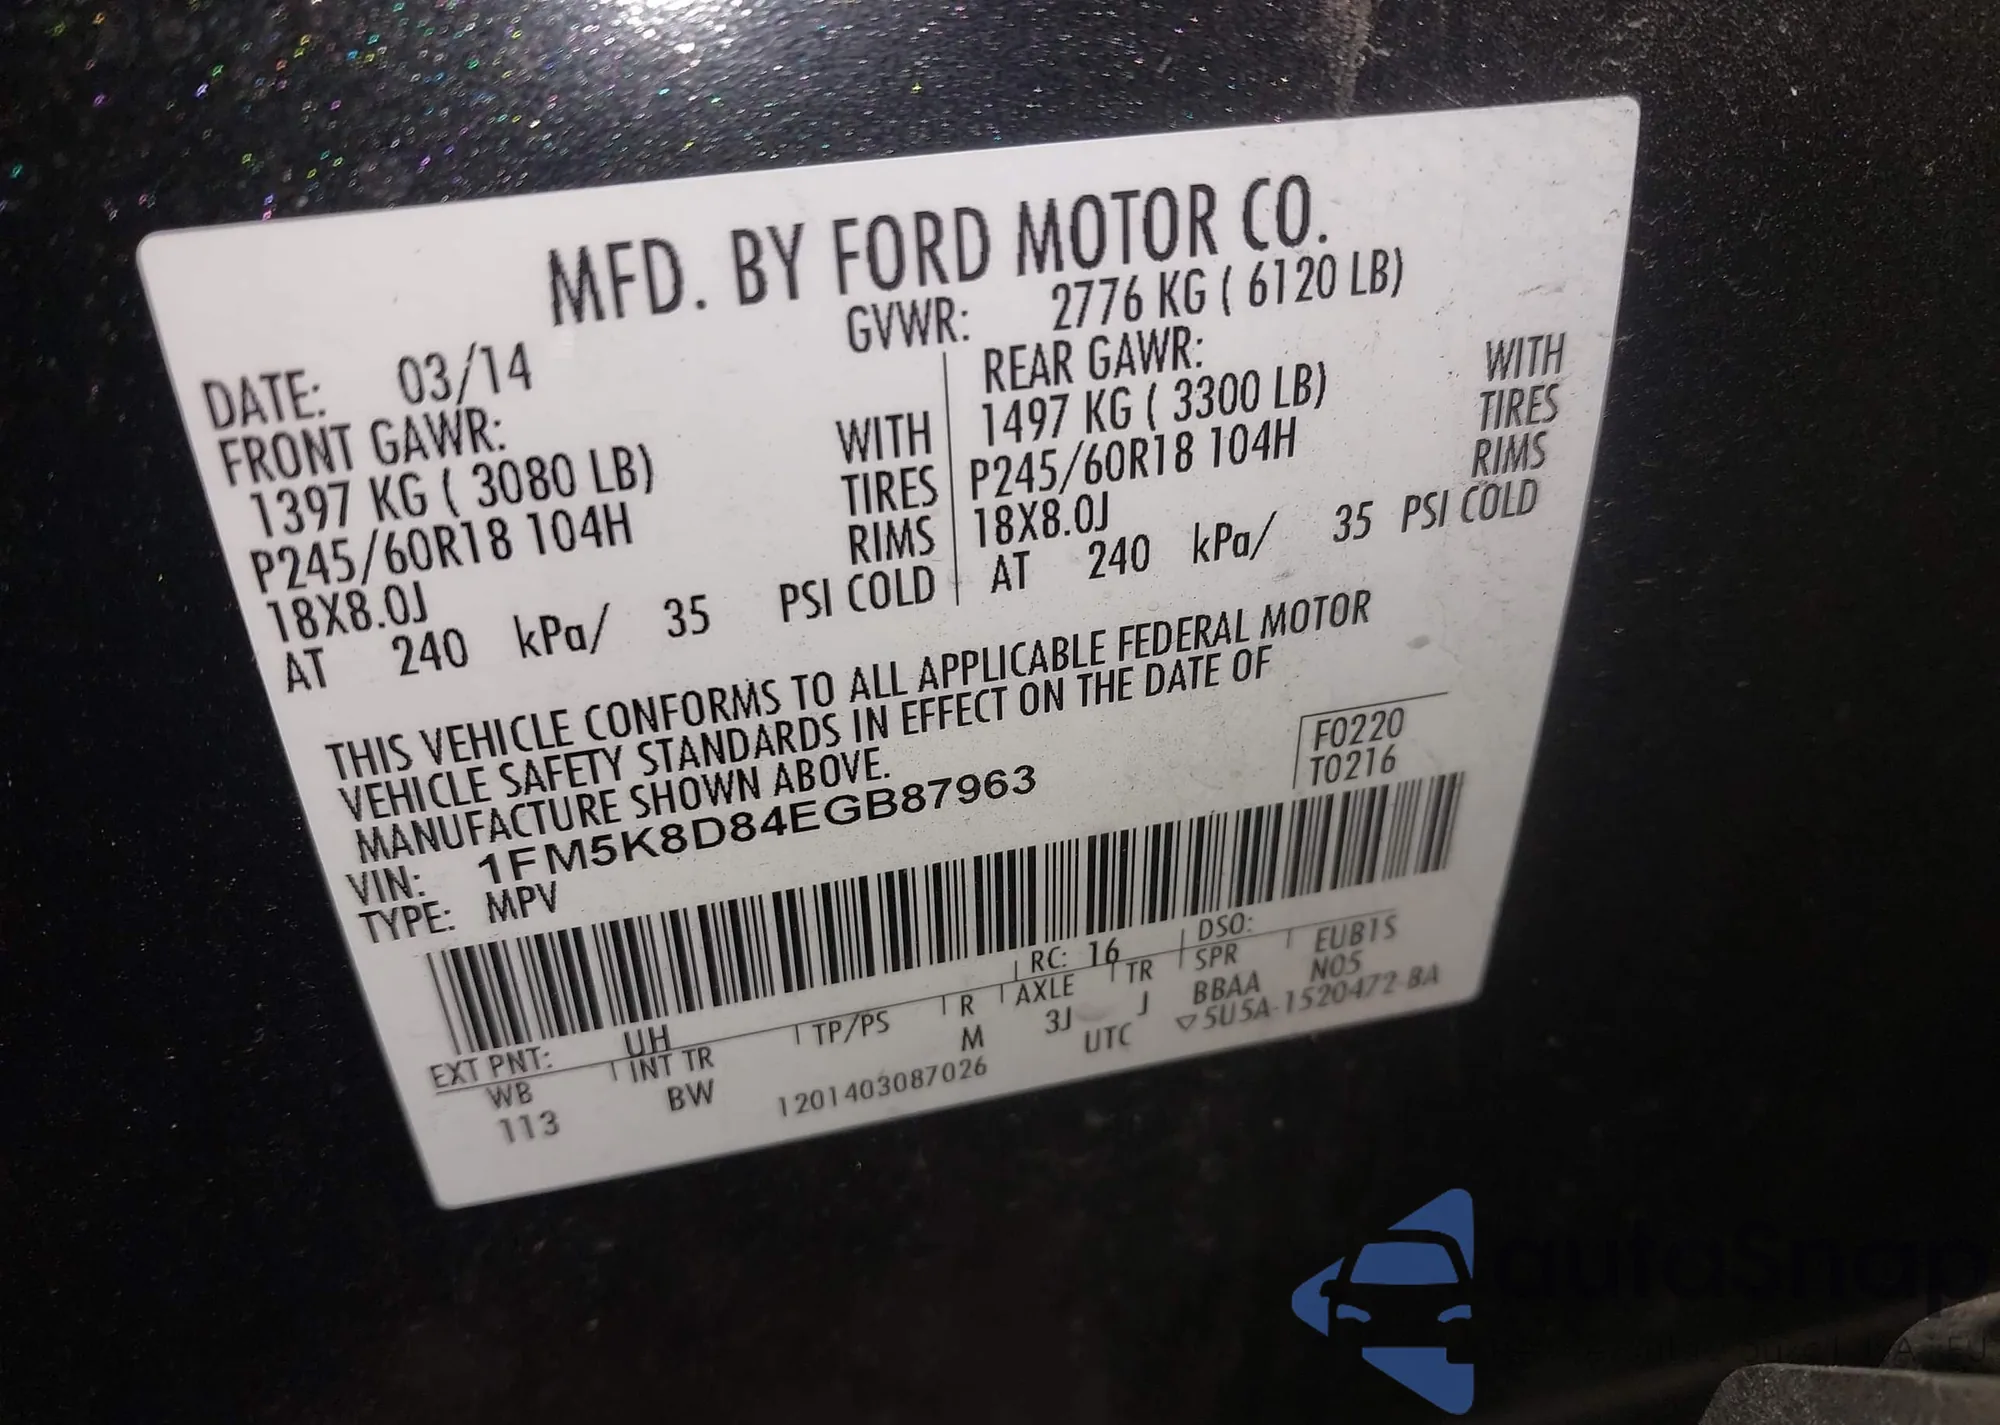 MFD. BY FORD MOTOR CO.
DATE: 03/14 GVWR: 2776 KG ( 6120 LB)
FRONT GAWR: REAR GAWR:
1397 KG ( 3080 LB) WITH 1497 KG ( 3300 LB) WITH
P245/60R18 104H TIRES P245/60R18 104H TIRES
18X8.0J RIMS 18X8.0J RIMS
AT 240 kPa/ 35 PSI COLD AT 240 kPa/ 35 PSI COLD
THIS VEHICLE CONFORMS TO ALL APPLICABLE FEDERAL MOTOR
VEHICLE SAFETY STANDARDS IN EFFECT ON THE DATE OF
MANUFACTURE SHOWN ABOVE.
F0220
T0216
VIN: 1FM5K8D84EGB87963
TYPE: MPV
EXT PNT: UH RC: 16 DSO:
WB INT TR TP/PS R AXLE TR SPR EUB1S
113 BW M 3J J BBAA N05
1201403087026 UTC ▽5U5A-1520472-BA
autosnap